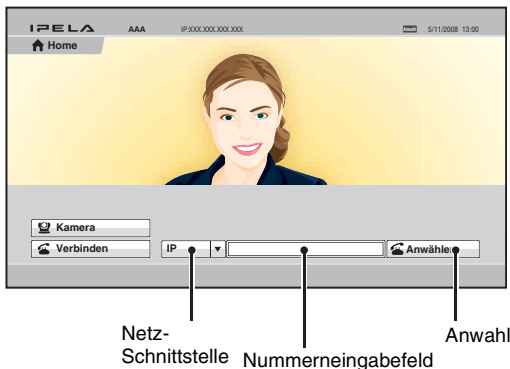 IPELA AAA IP:XXX.XXX.XXX.XXX 5/11/2008 13:00
Home
Kamera
Verbinden IP Anwählen
Netz-
Schnittstelle Nummerneingabefeld Anwahl